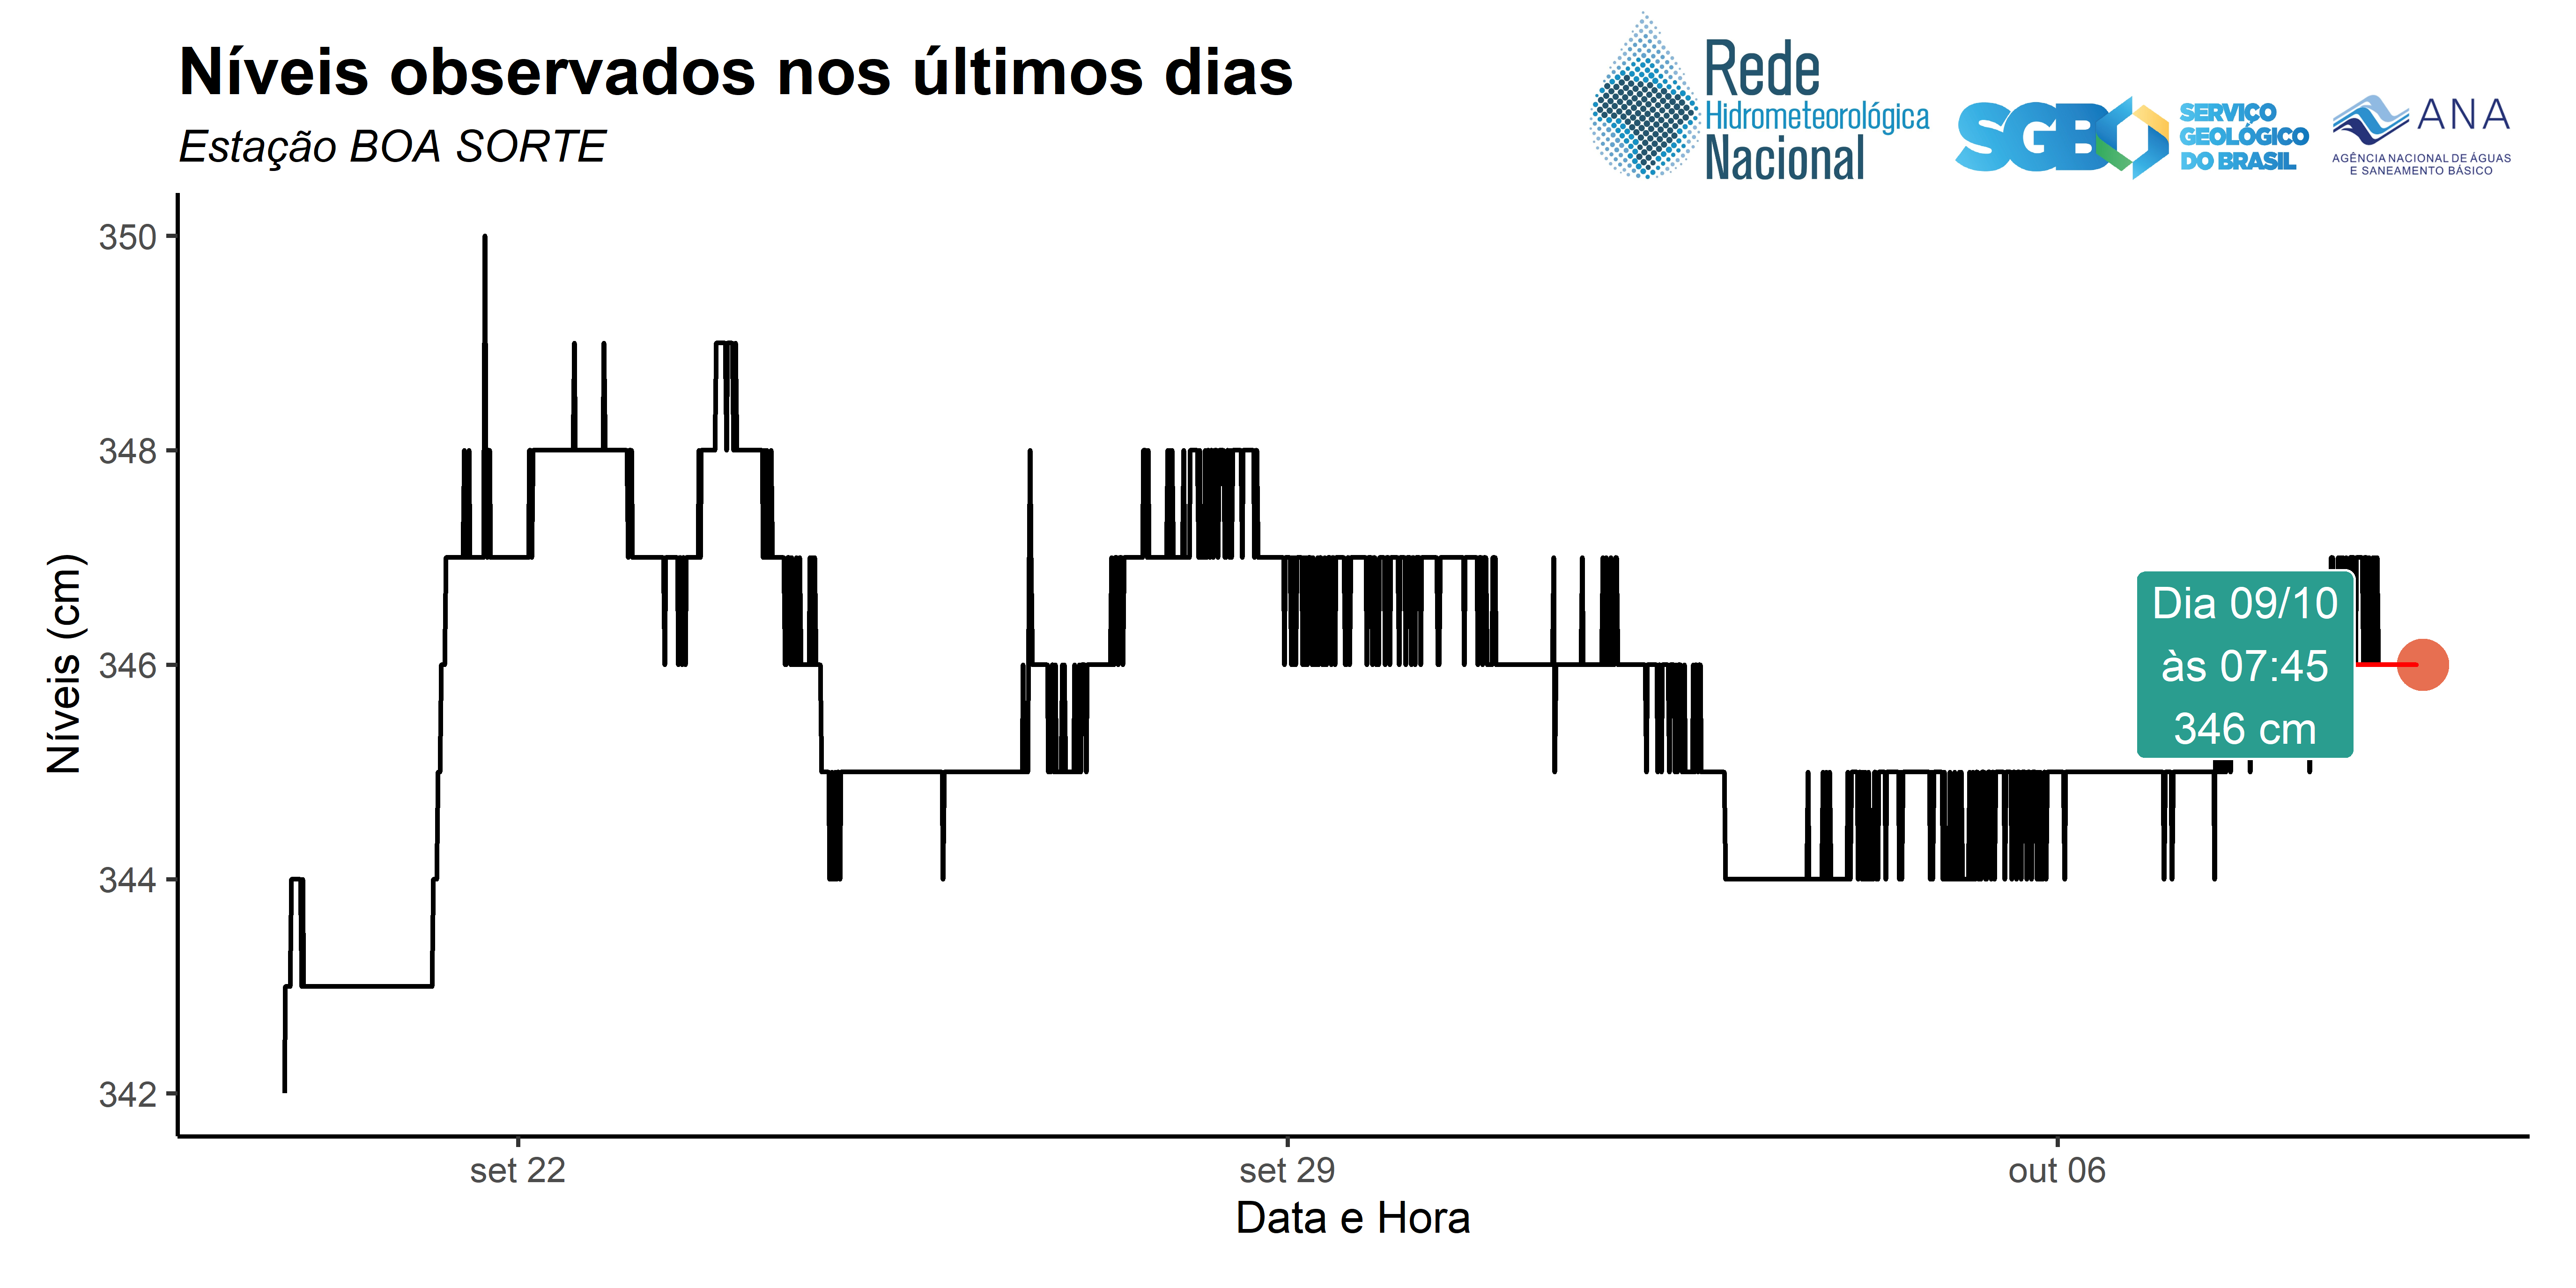 Níveis observados nos últimos dias
Estação BOA SORTE
Rede
Hidrometeorológica
Nacional
SGB
SERVIÇO
GEOLÓGICO
DO BRASIL
ANA
AGÊNCIA NACIONAL DE ÁGUAS
E SANEAMENTO BÁSICO
Níveis (cm)
350
348
346
344
342
Dia 09/10
às 07:45
346 cm
set 22
set 29
out 06
Data e Hora